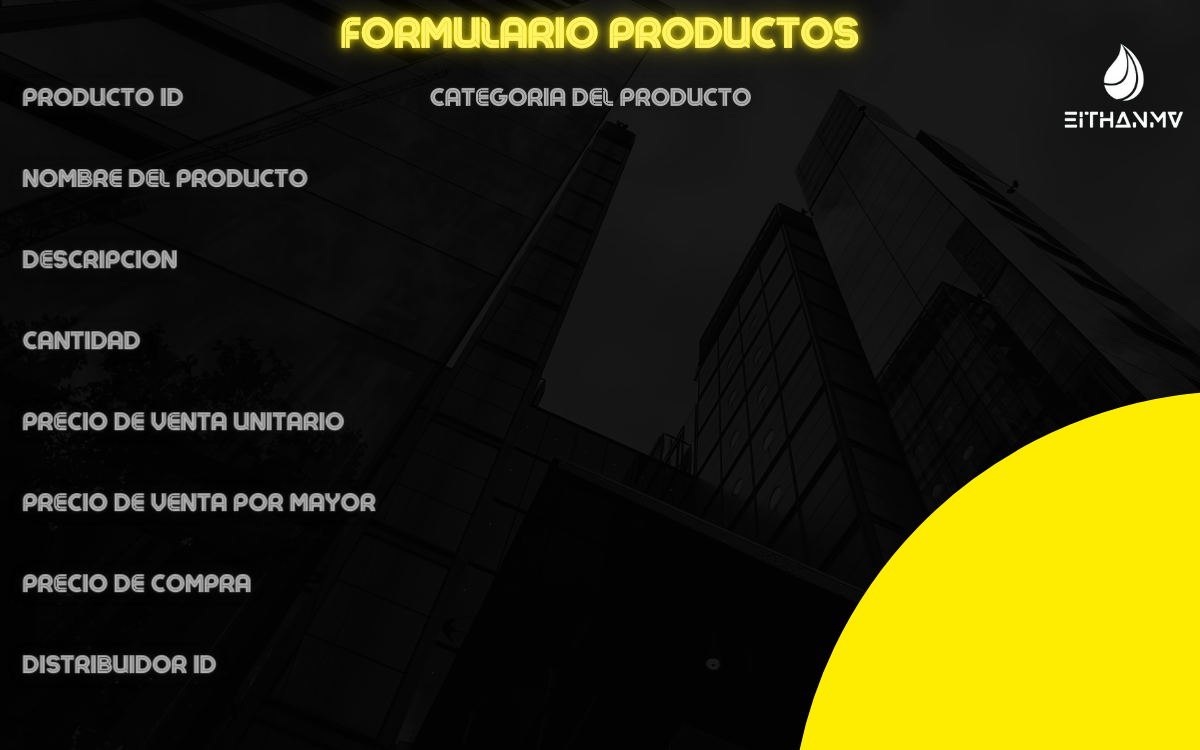 FORMULARIO PRODUCTOS
PRODUCTO ID
CATEGORIA DEL PRODUCTO
EITHANMV
NOMBRE DEL PRODUCTO
DESCRIPCION
CANTIDAD
PRECIO DE VENTA UNITARIO
PRECIO DE VENTA POR MAYOR
PRECIO DE COMPRA
DISTRIBUIDOR ID